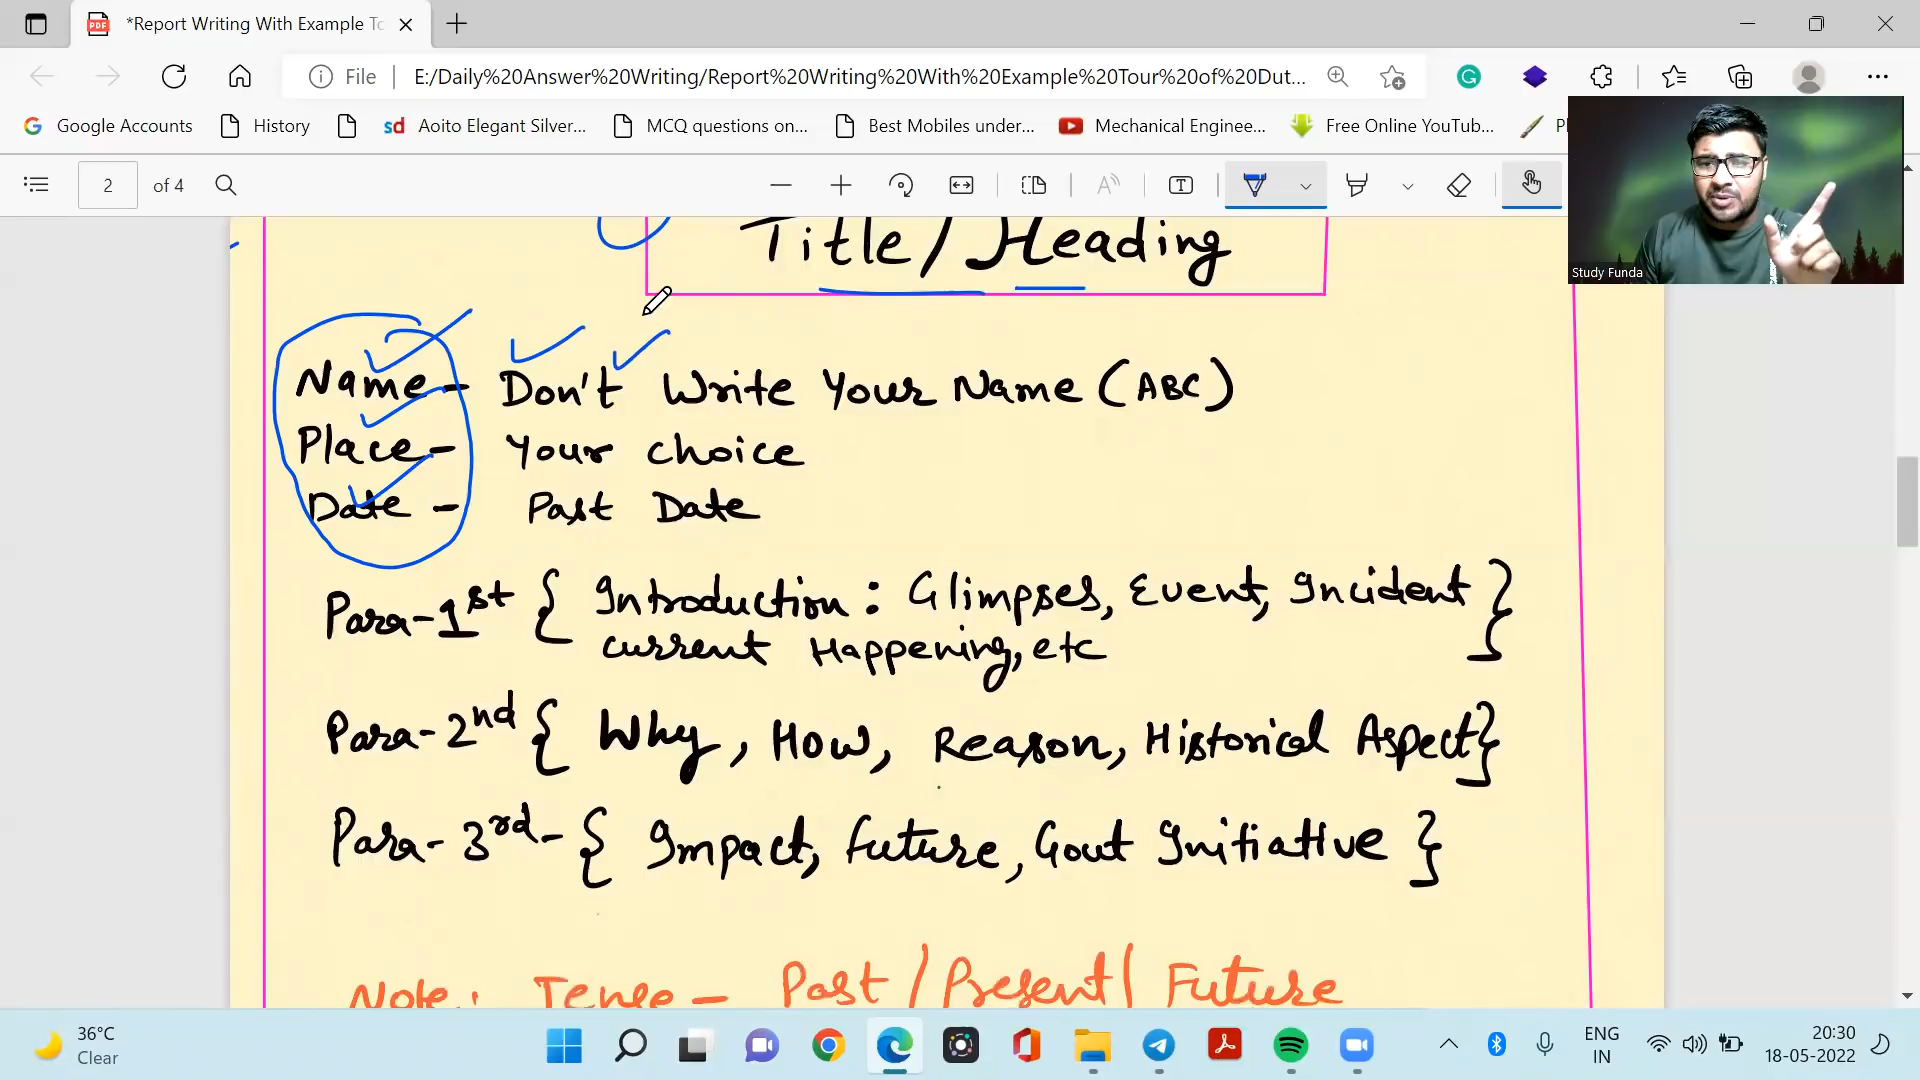 *Report Writing With Example To
File E:/Daily%20Answer%20Writing/Report%20Writing%20With%20Example%20Tour%20of%20Dut...
Google Accounts History Aoito Elegant Silver... MCQ questions on... Best Mobiles under... Mechanical Enginee... Free Online YouTub...
2 of 4
Study Funda
Title/Heading
Name - Don't Write Your Name (ABC)
Place - Your choice
Date - Past Date
Para-1st { Introduction : Glimpses, Event, Incident }
current Happening, etc
Para-2nd { Why, How, Reason, Historical Aspect }
Para-3rd - { Impact, Future, Govt Initiative }
Note: Tense - Past / Present / Future
36°C
Clear
ENG
IN
20:30
18-05-2022